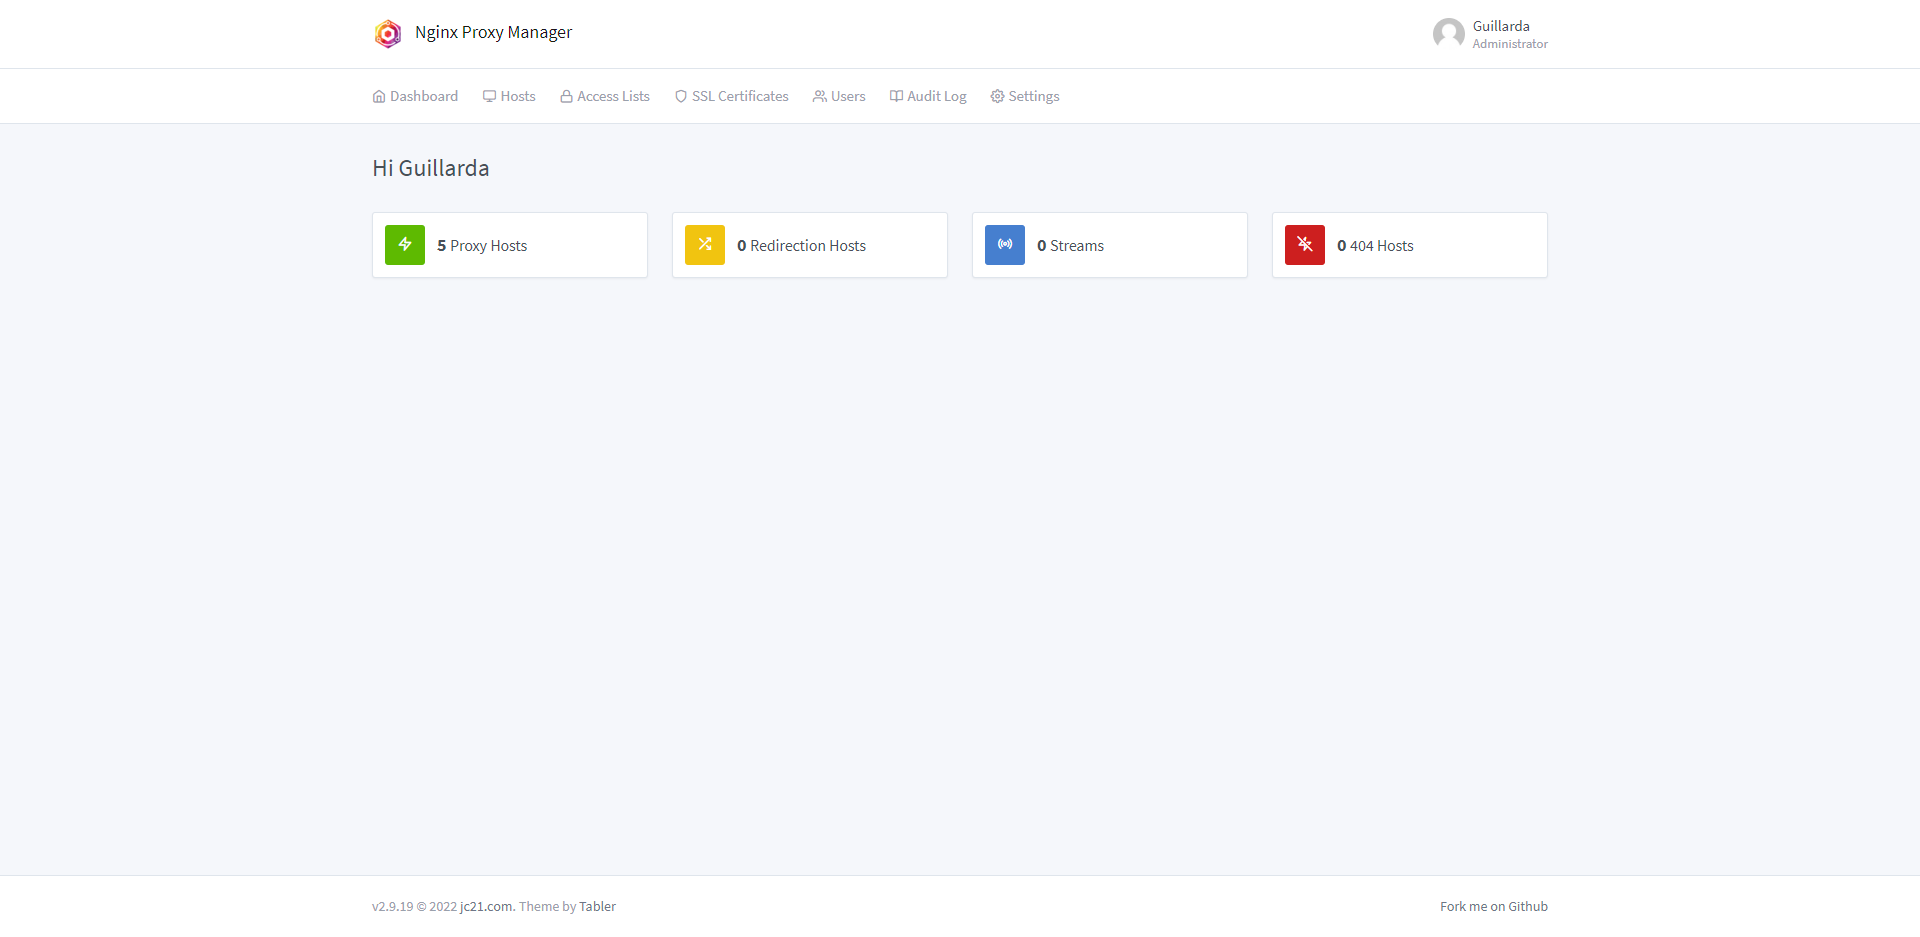 Nginx Proxy Manager
Guillarda
Administrator
Dashboard Hosts Access Lists SSL Certificates Users Audit Log Settings
Hi Guillarda
5 Proxy Hosts
0 Redirection Hosts
0 Streams
0 404 Hosts
v2.9.19 © 2022 jc21.com. Theme by Tabler
Fork me on Github